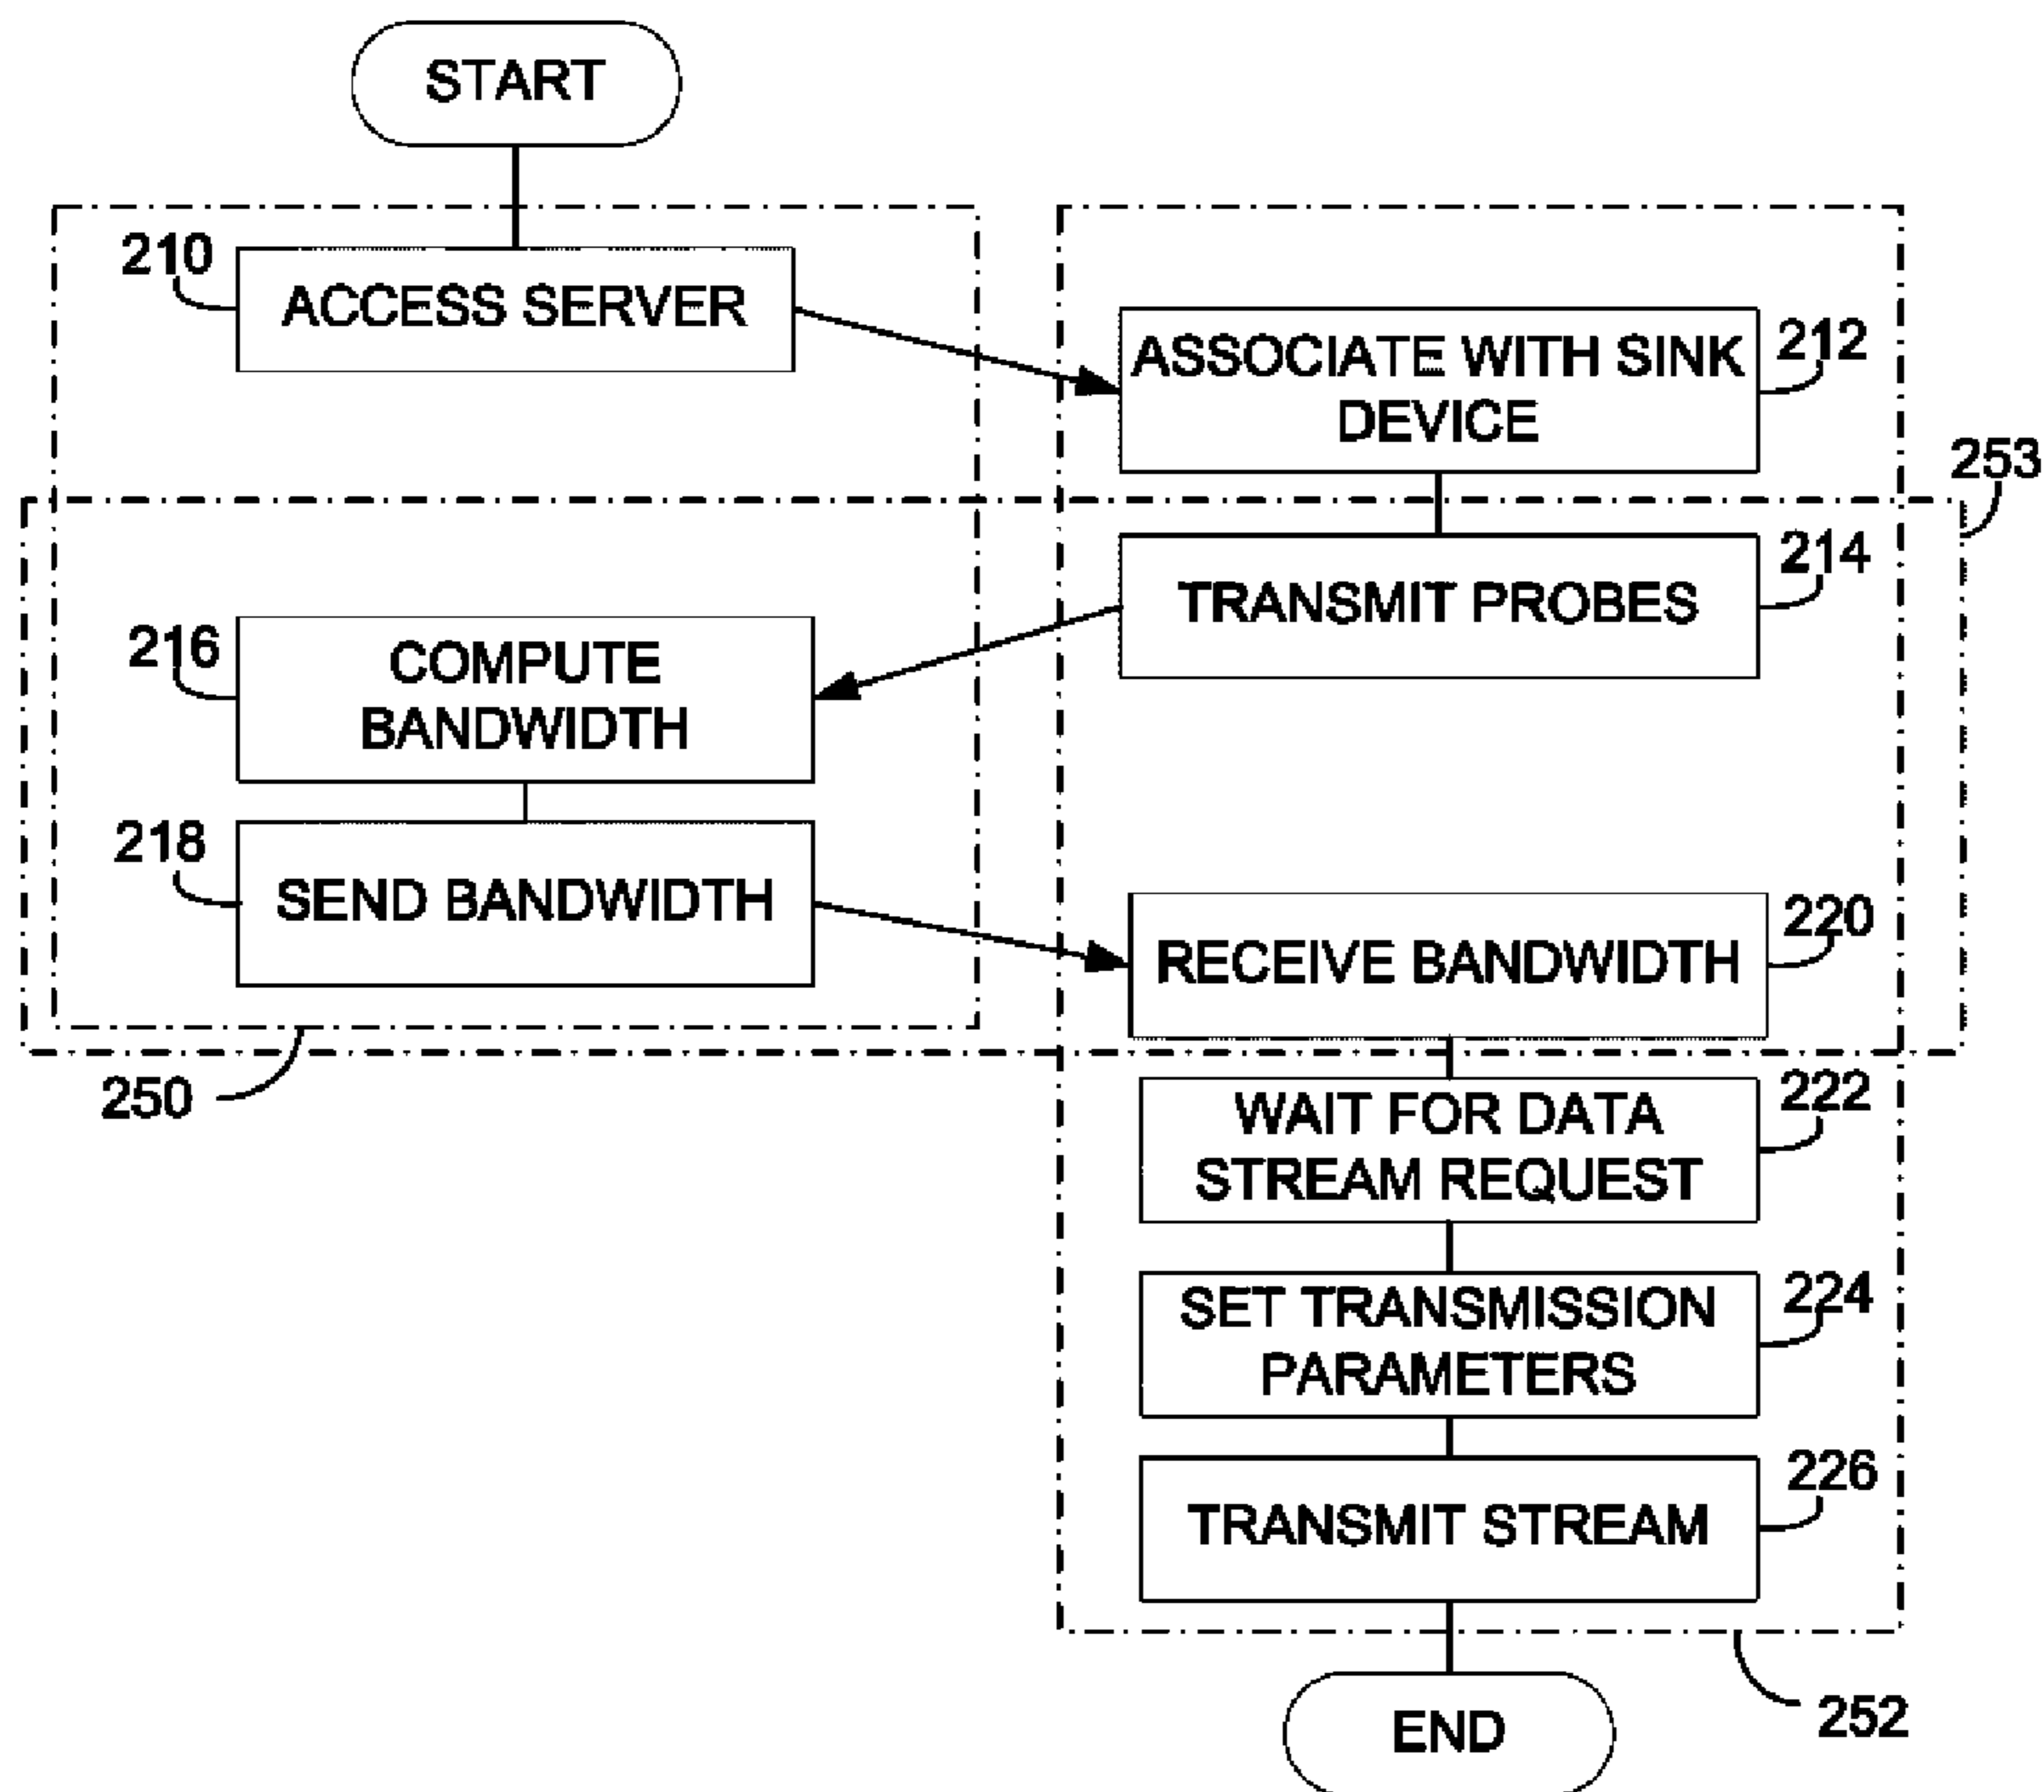 START
210
ACCESS SERVER
ASSOCIATE WITH SINK
DEVICE
212
253
TRANSMIT PROBES
214
216
COMPUTE
BANDWIDTH
218
SEND BANDWIDTH
RECEIVE BANDWIDTH
220
250
WAIT FOR DATA
STREAM REQUEST
222
SET TRANSMISSION
PARAMETERS
224
TRANSMIT STREAM
226
252
END